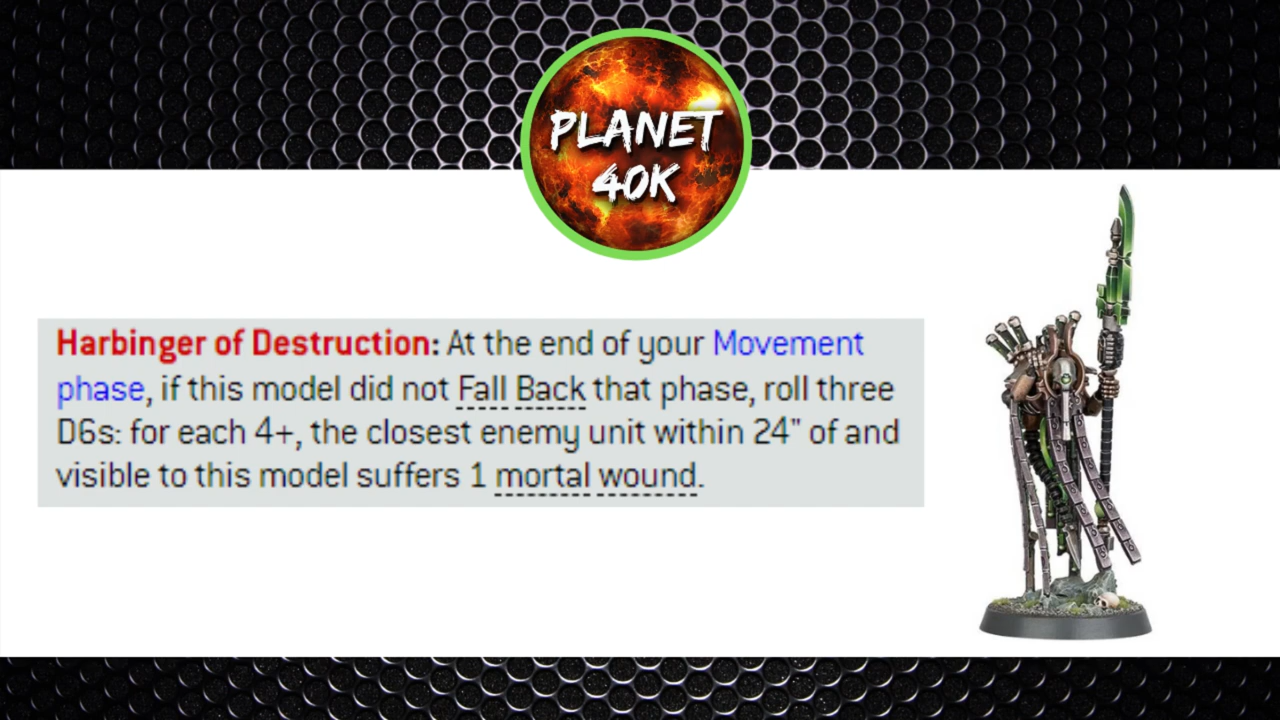 PLANET
40K
Harbinger of Destruction: At the end of your Movement
phase, if this model did not Fall Back that phase, roll three
D6s: for each 4+, the closest enemy unit within 24" of and
visible to this model suffers 1 mortal wound.